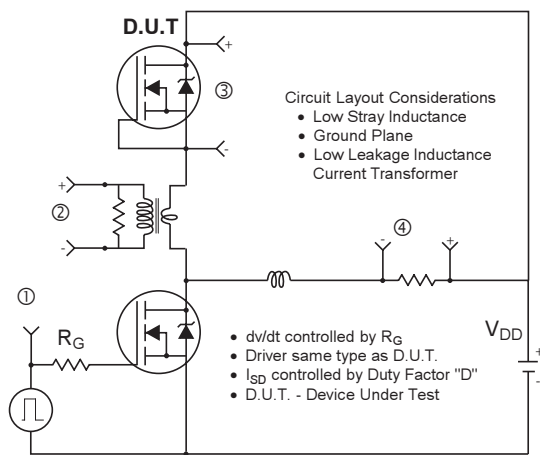 D.U.T
+
③
-
Circuit Layout Considerations
• Low Stray Inductance
• Ground Plane
• Low Leakage Inductance
Current Transformer
+
②
-
④
- +
①
RG
VDD
+
-
• dv/dt controlled by RG
• Driver same type as D.U.T.
• ISD controlled by Duty Factor "D"
• D.U.T. - Device Under Test